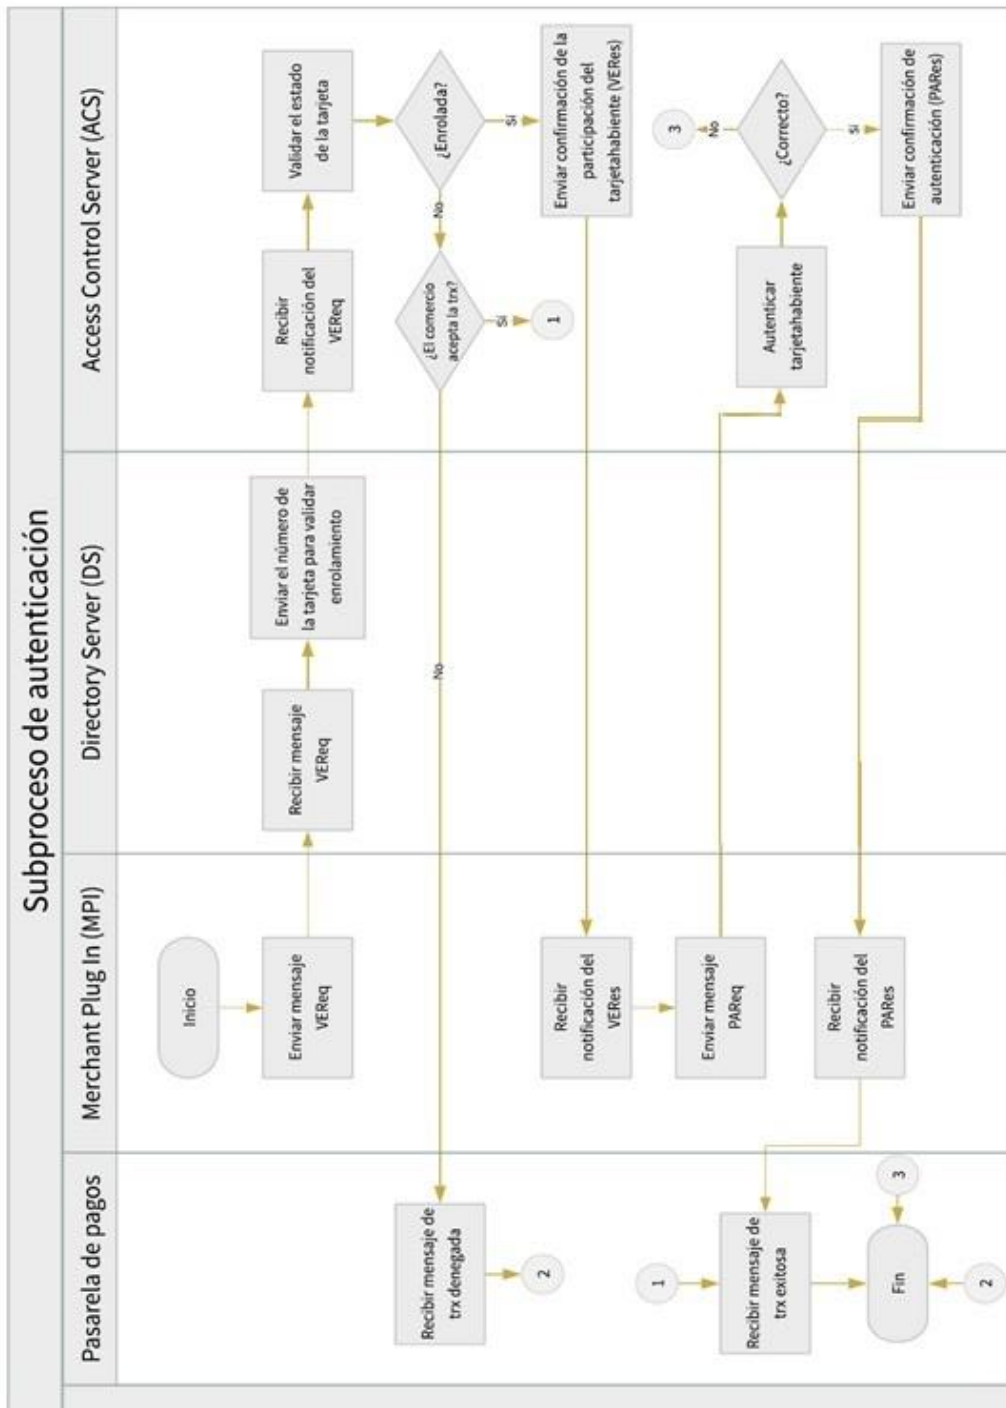 Subproceso de autenticación
Pasarela de pagos
Merchant Plug In (MPI)
Directory Server (DS)
Access Control Server (ACS)
Inicio
Enviar mensaje
VEReq
Recibir mensaje
VEReq
Enviar el número de
la tarjeta para validar
enrolamiento
Recibir
notificación del
VEReq
Validar el estado
de la tarjeta
¿Enrolada?
No
Sí
¿El comercio
acepta la trx?
No
Sí
1
Recibir mensaje de
trx denegada
2
Enviar confirmación de la
participación del
tarjetahabiente (VERes)
Recibir
notificación del
VERes
Enviar mensaje
PAReq
Autenticar
tarjetahabiente
¿Correcto?
No
3
Sí
Enviar confirmación de
autenticación (PARes)
Recibir
notificación del
PARes
1
Recibir mensaje de
trx exitosa
Fin
3
2